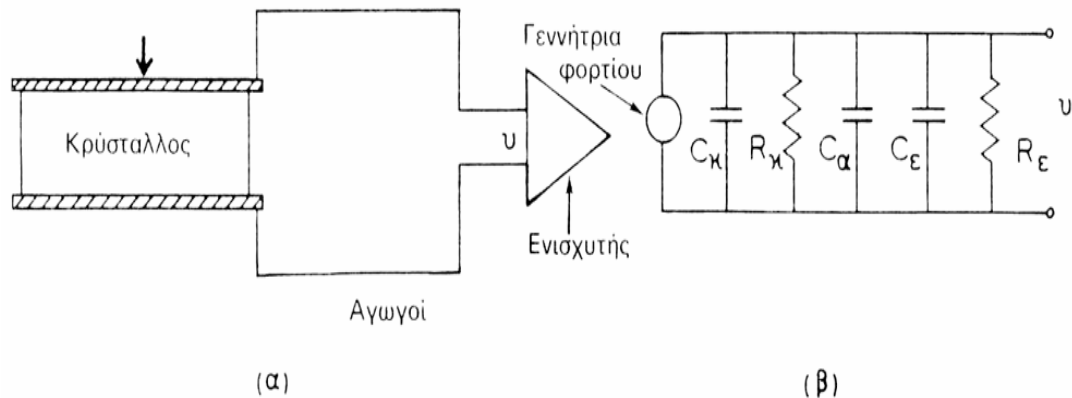 Κρύσταλλος
υ
Ενισχυτής
Αγωγοί
(α)
Γεννήτρια
φορτίου
Cκ
Rκ
Cα
Cε
Rε
υ
(β)